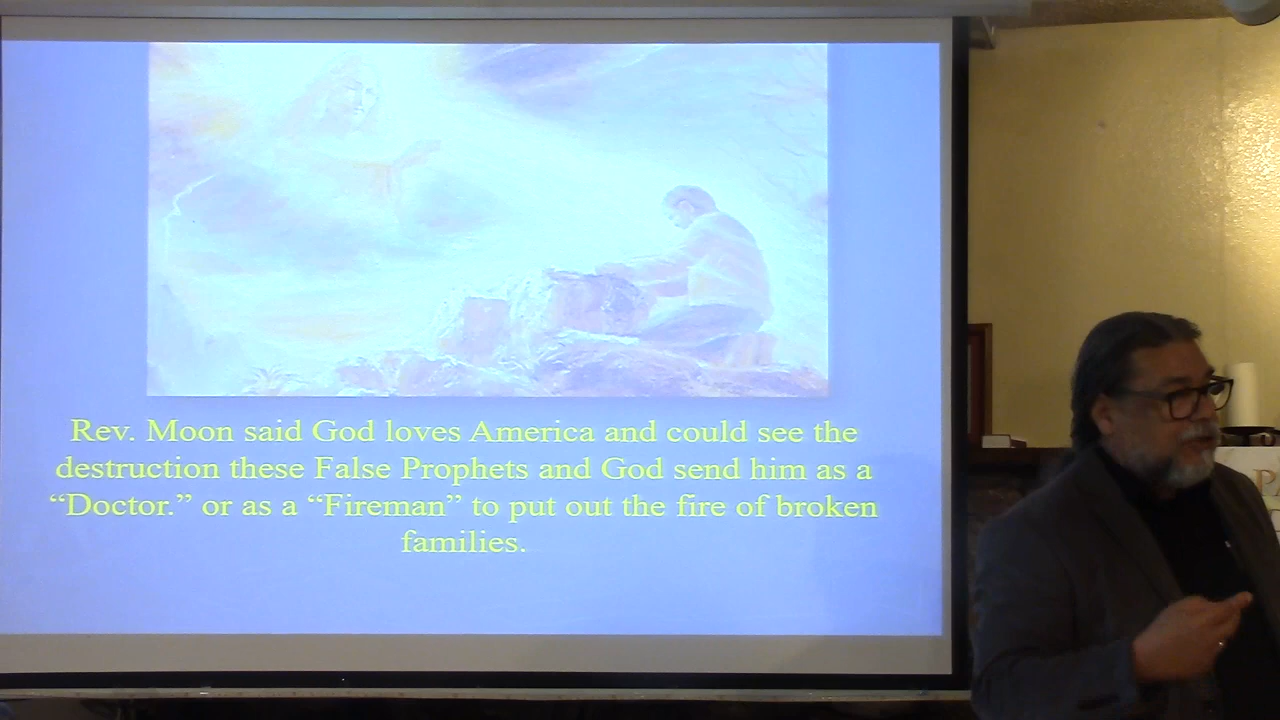 Rev. Moon said God loves America and could see the
destruction these False Prophets and God send him as a
“Doctor.” or as a “Fireman” to put out the fire of broken
families.
P